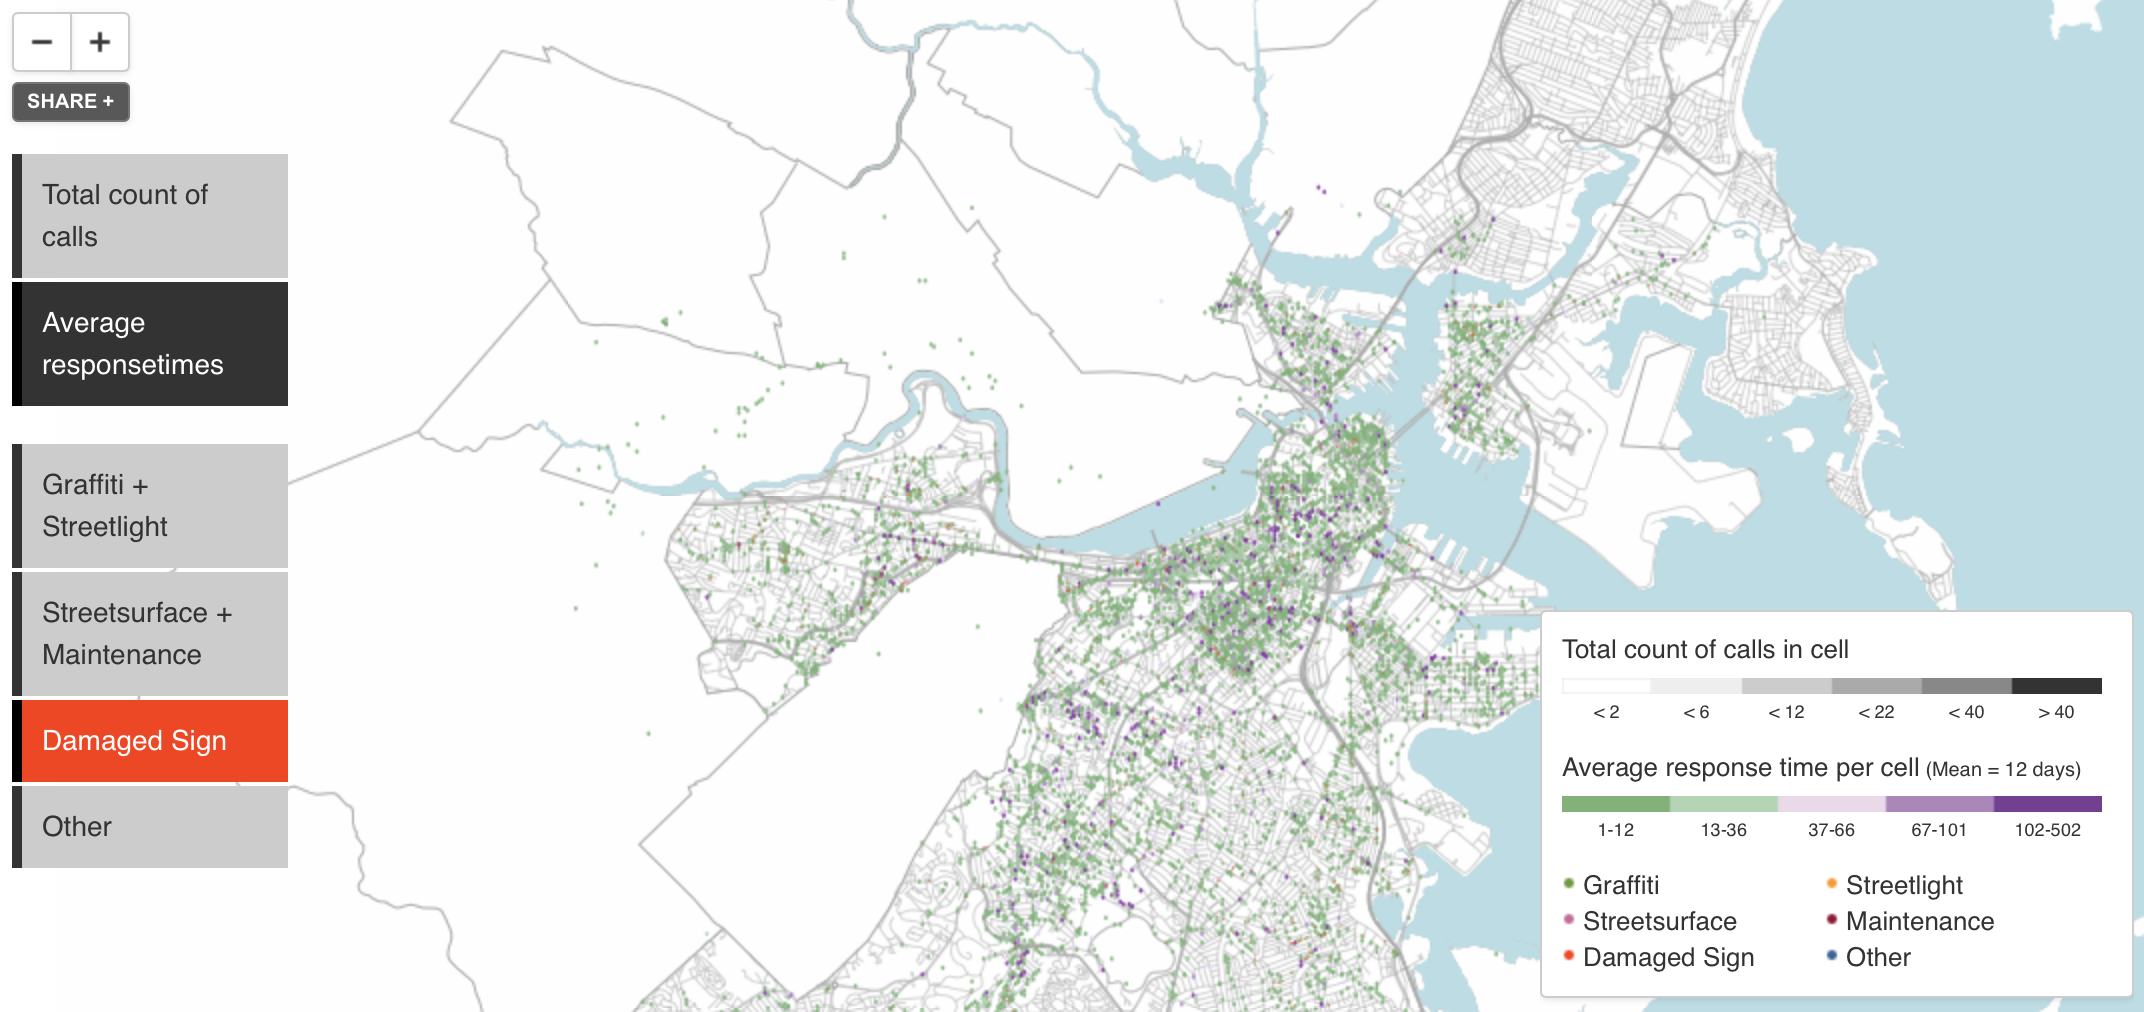 − +
SHARE +
Total count of
calls
Average
responsetimes
Graffiti +
Streetlight
Streetsurface +
Maintenance
Damaged Sign
Other
Total count of calls in cell
< 2 < 6 < 12 < 22 < 40 > 40
Average response time per cell (Mean = 12 days)
1-12 13-36 37-66 67-101 102-502
Graffiti Streetlight
Streetsurface Maintenance
Damaged Sign Other